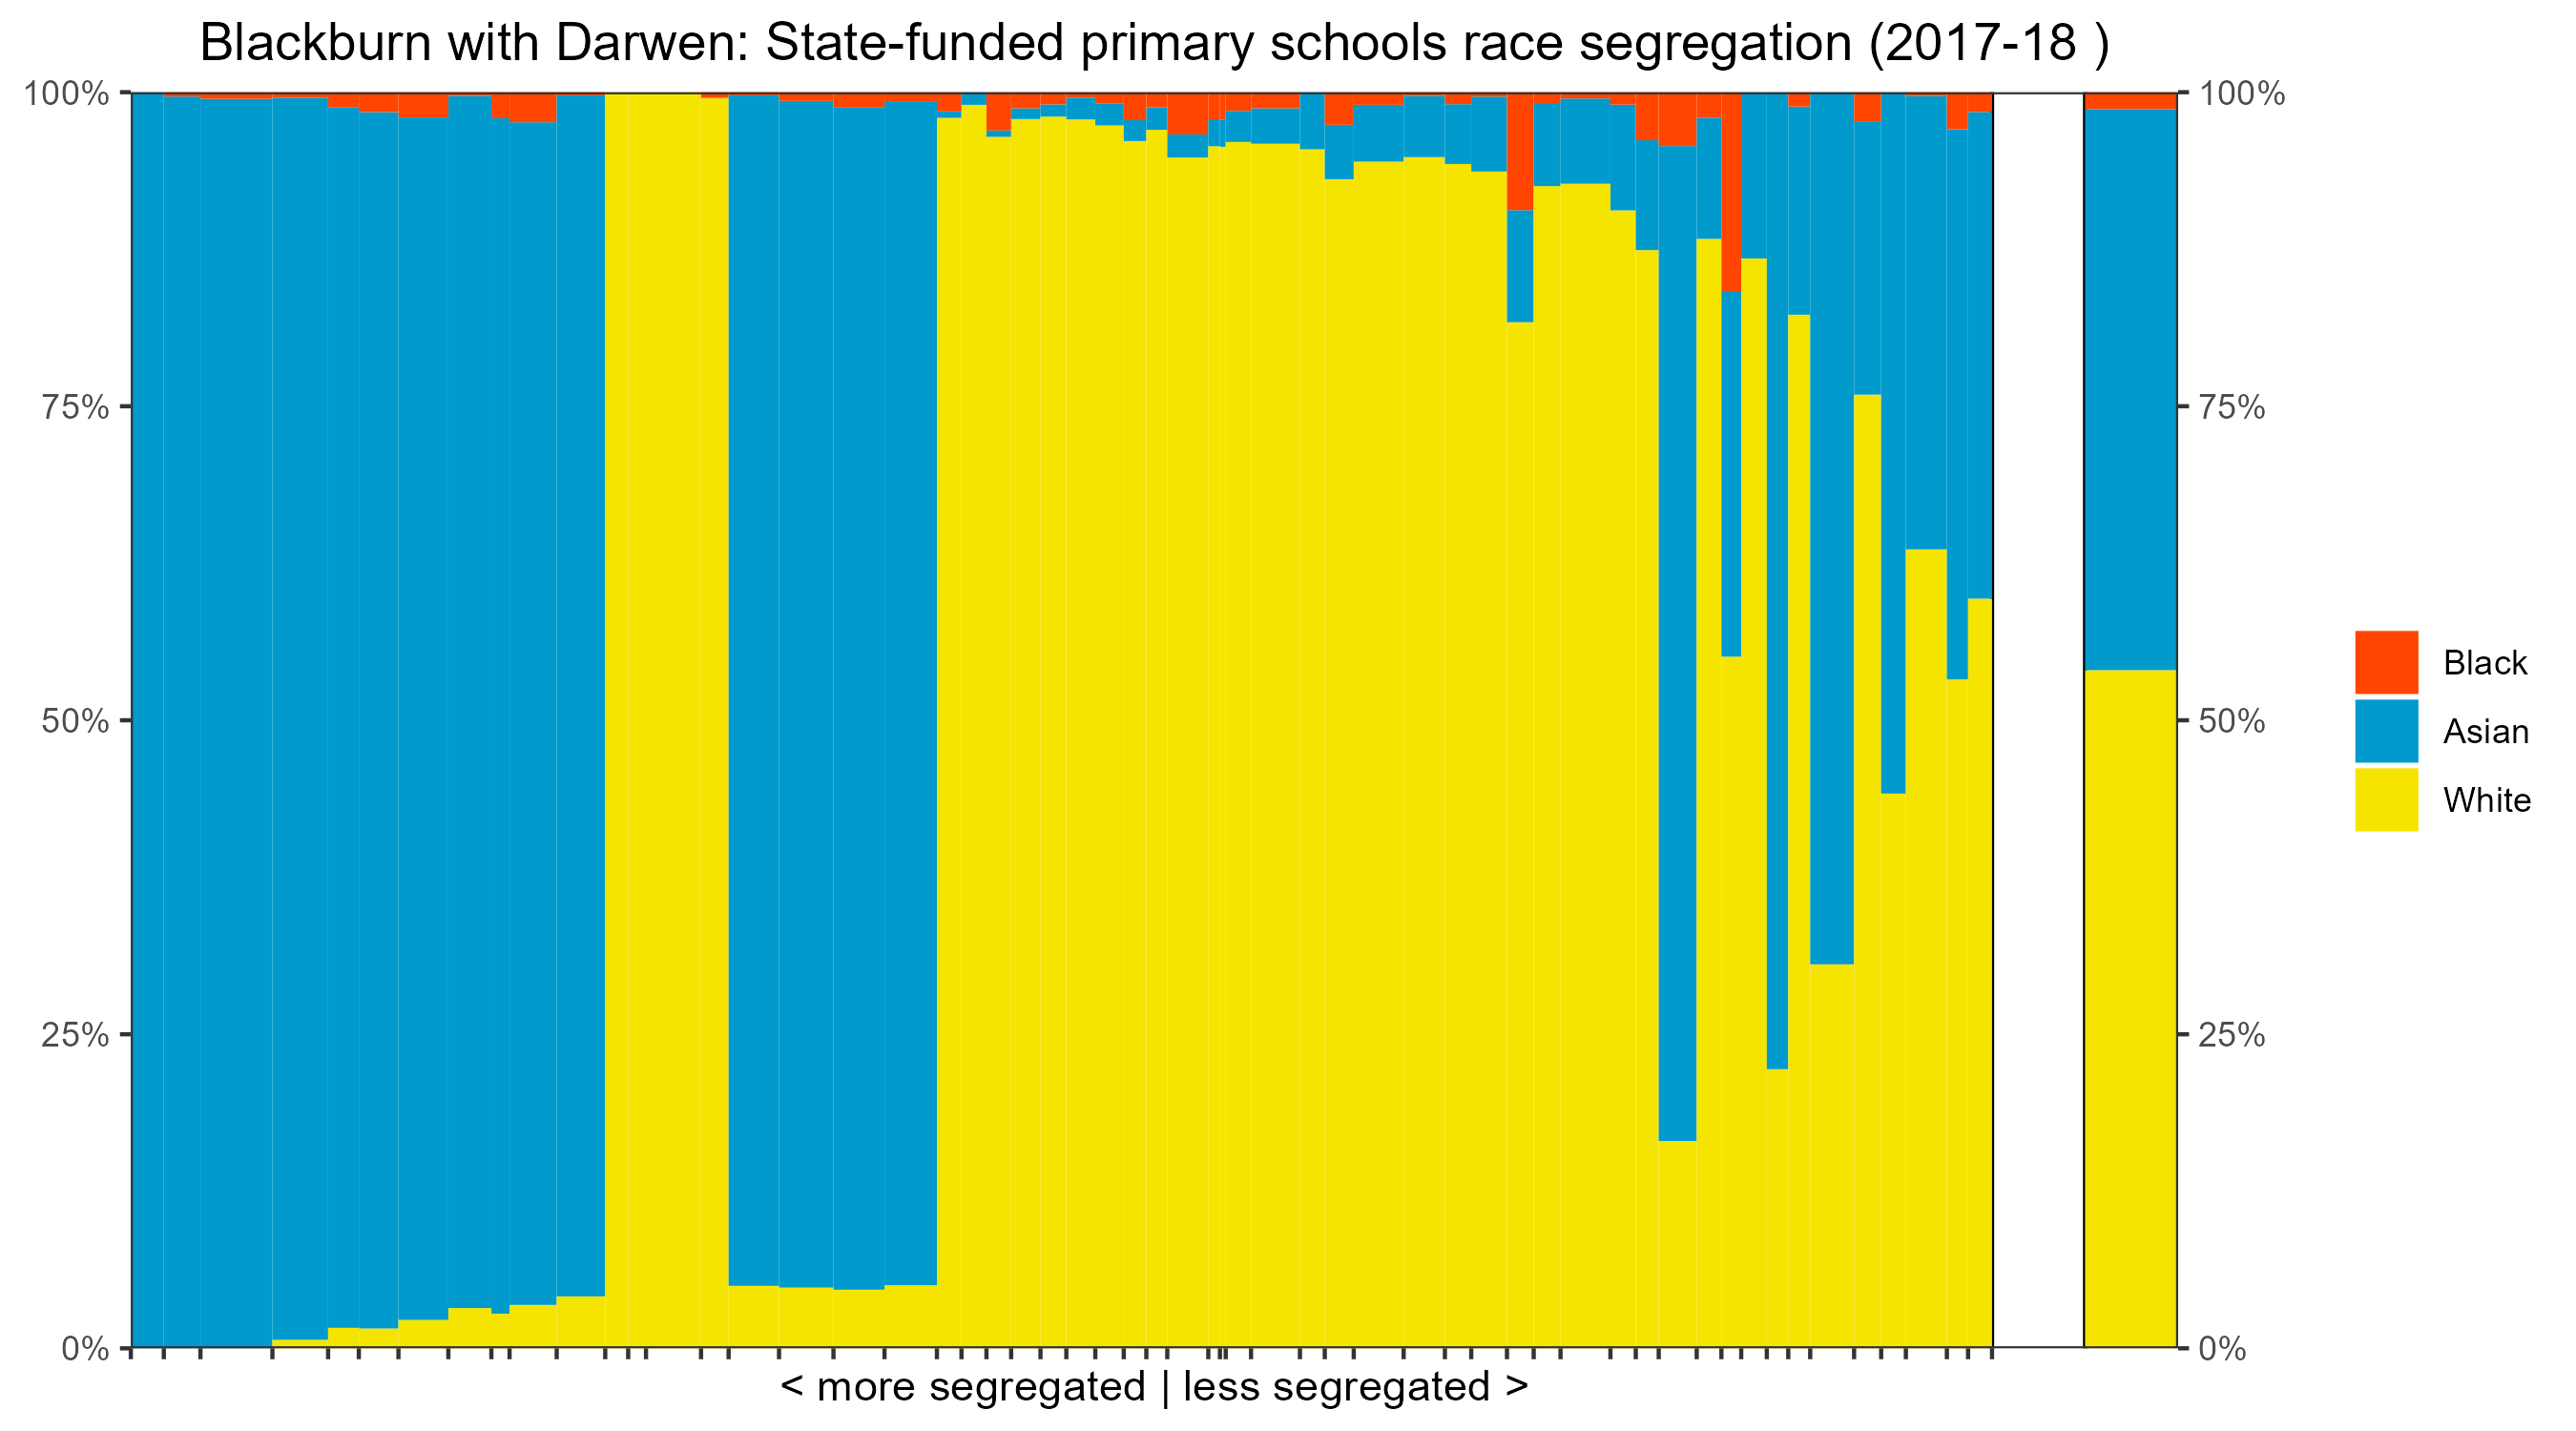 Blackburn with Darwen: State-funded primary schools race segregation (2017-18 )
100%
75%
50%
25%
0%
100%
75%
50%
25%
0%
Black
Asian
White
< more segregated | less segregated >